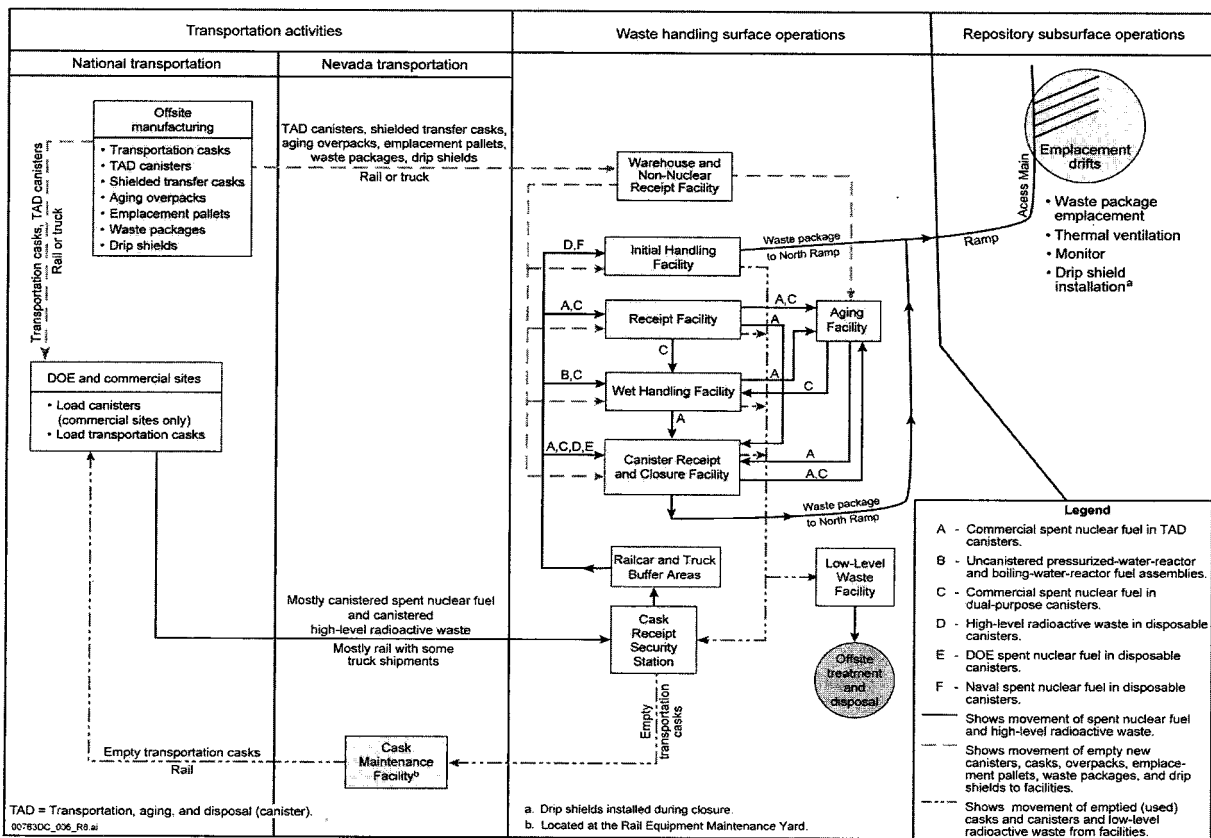 Transportation activities
Waste handling surface operations
Repository subsurface operations
National transportation
Nevada transportation
Offsite
manufacturing
• Transportation casks
• TAD canisters
• Shielded transfer casks
• Aging overpacks
• Emplacement pallets
• Waste packages
• Drip shields
Transportation casks, TAD canisters
Rail or truck
TAD canisters, shielded transfer casks,
aging overpacks, emplacement pallets,
waste packages, drip shields
Rail or truck
DOE and commercial sites
• Load canisters
(commercial sites only)
• Load transportation casks
Mostly canistered spent nuclear fuel
and canistered
high-level radioactive waste
Mostly rail with some
truck shipments
Empty transportation casks
Rail
Cask
Maintenance
Facilityb
Warehouse and
Non-Nuclear
Receipt Facility
D,F
Initial Handling
Facility
Waste package
to North Ramp
A,C
Receipt Facility
A,C
A
Aging
Facility
C
B,C
Wet Handling Facility
A
C
A
A,C,D,E
Canister Receipt
and Closure Facility
A
A,C
Waste package
to North Ramp
Railcar and Truck
Buffer Areas
Cask
Receipt
Security
Station
Low-Level
Waste
Facility
Offsite
treatment and
disposal
Empty
transportation
casks
Acess Main
Ramp
Emplacement
drifts
• Waste package
emplacement
• Thermal ventilation
• Monitor
• Drip shield
installationa
Legend
A - Commercial spent nuclear fuel in TAD
canisters.
B - Uncanistered pressurized-water-reactor
and boiling-water-reactor fuel assemblies.
C - Commercial spent nuclear fuel in
dual-purpose canisters.
D - High-level radioactive waste in disposable
canisters.
E - DOE spent nuclear fuel in disposable
canisters.
F - Naval spent nuclear fuel in disposable
canisters.
Shows movement of spent nuclear fuel
and high-level radioactive waste.
Shows movement of empty new
canisters, casks, overpacks, emplace-
ment pallets, waste packages, and drip
shields to facilities.
Shows movement of emptied (used)
casks and canisters and low-level
radioactive waste from facilities.
TAD = Transportation, aging, and disposal (canister).
00763DC_006_R6.ai
a. Drip shields installed during closure.
b. Located at the Rail Equipment Maintenance Yard.